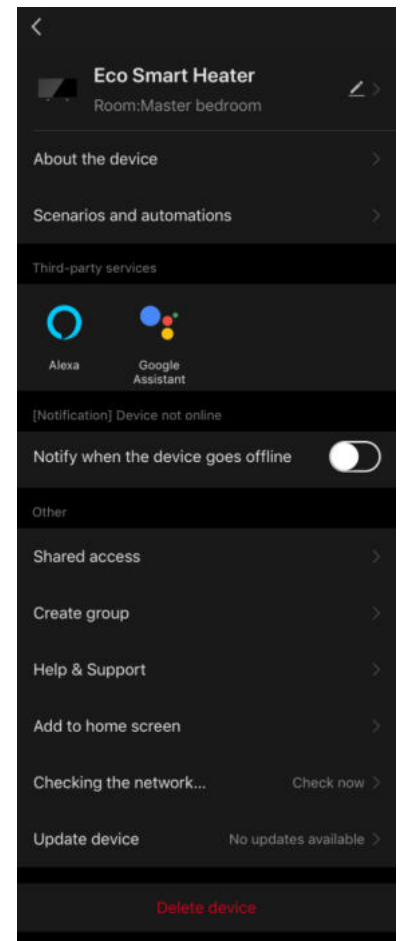 Eco Smart Heater
Room:Master bedroom
About the device
Scenarios and automations
Third-party services
Alexa
Google
Assistant
[Notification] Device not online
Notify when the device goes offline
Other
Shared access
Create group
Help & Support
Add to home screen
Checking the network... Check now
Update device No updates available
Delete device